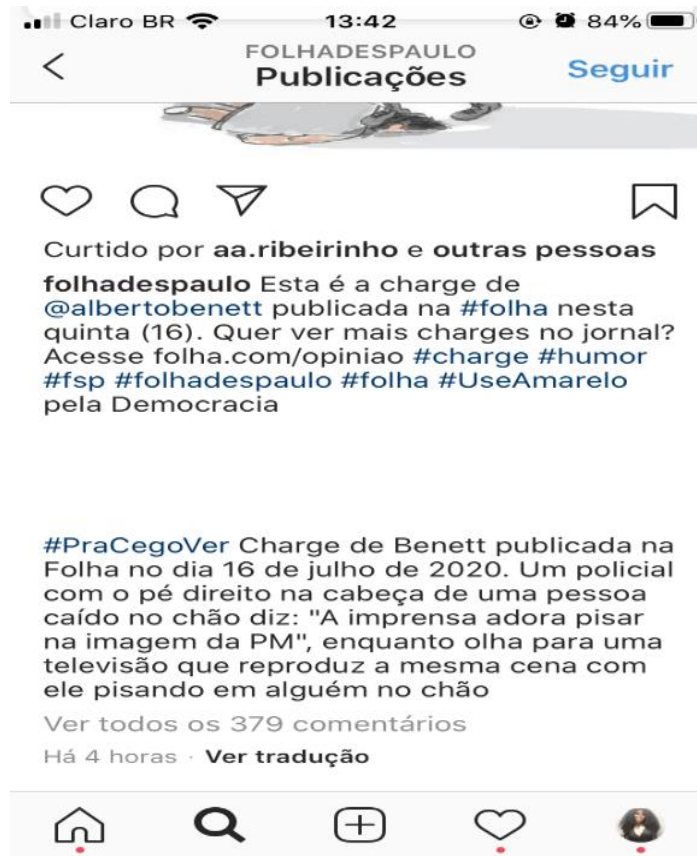 Claro BR 13:42 84%
FOLHADESPAULO
Publicações Seguir
Curtido por aa.ribeirinho e outras pessoas
folhadespaulo Esta é a charge de
@albertobenett publicada na #folha nesta
quinta (16). Quer ver mais charges no jornal?
Acesse folha.com/opiniao #charge #humor
#fsp #folhadespaulo #folha #UseAmarelo
pela Democracia
#PraCegoVer Charge de Benett publicada na
Folha no dia 16 de julho de 2020. Um policial
com o pé direito na cabeça de uma pessoa
caído no chão diz: "A imprensa adora pisar
na imagem da PM", enquanto olha para uma
televisão que reproduz a mesma cena com
ele pisando em alguém no chão
Ver todos os 379 comentários
Há 4 horas · Ver tradução